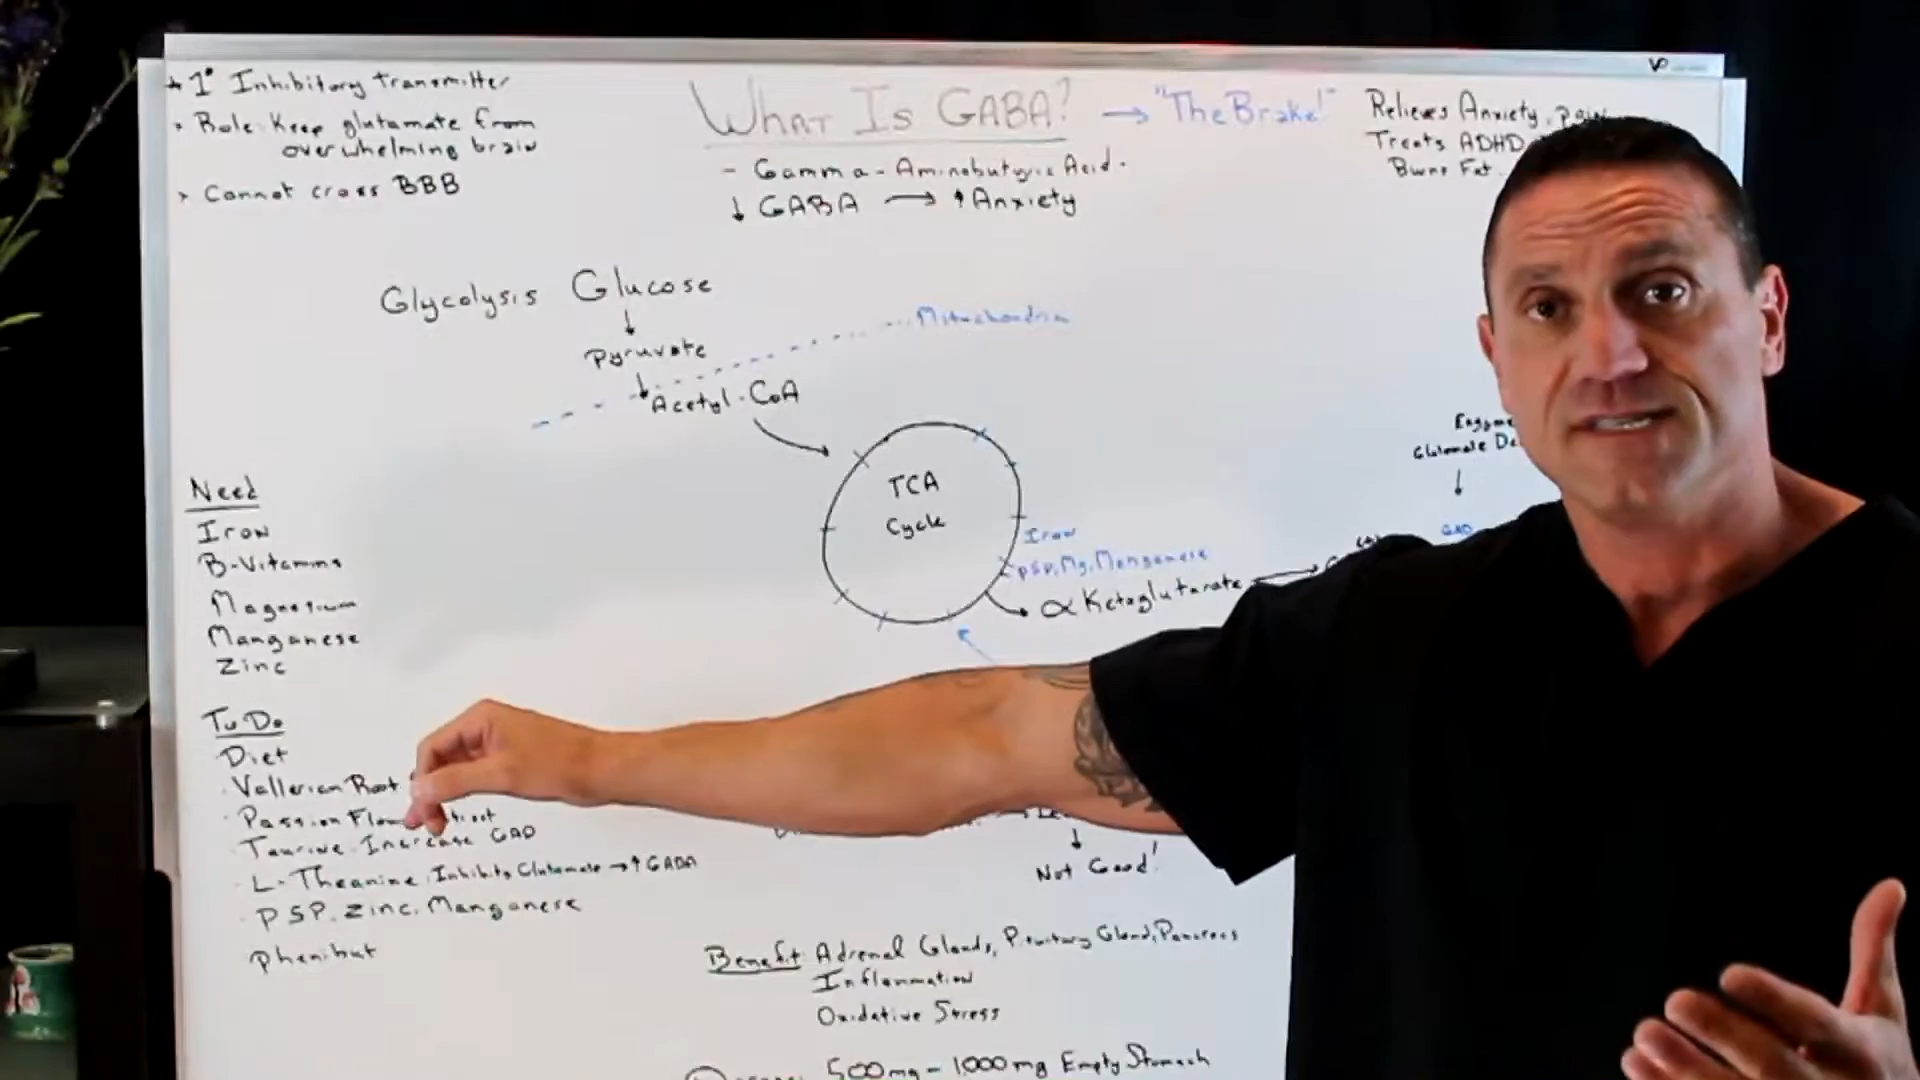 1° Inhibitory Transmitter
Role: Keep glutamate from
overwhelming brain
Cannot cross BBB
What Is GABA? → "The Brake!"
- Gamma-Aminobutyric Acid.
↓ GABA → ↑ Anxiety
Relieves Anxiety, Pain
Treats ADHD
Burns Fat
Glycolysis Glucose
↓
Pyruvate
Mitochondria
↓
Acetyl-CoA
TCA
Cycle
Iron
PSP, Mg, Manganese
α Ketoglutarate
Enzyme
Glutamate De
↓
GAD
Need
Iron
B-Vitamins
Magnesium
Manganese
Zinc
Tu Do
Diet
Vallerian Root
Passion Flow
Taurine. Increase GAD
L-Theanine. Inhibits Glutamate → ↑ GABA
PSP. Zinc. Manganese
Phenibut
↓
Not Good!
Benefit: Adrenal Glands, Pituitary Gland, Pancreas
Inflammation
Oxidative Stress
500mg - 1000mg Empty Stomach